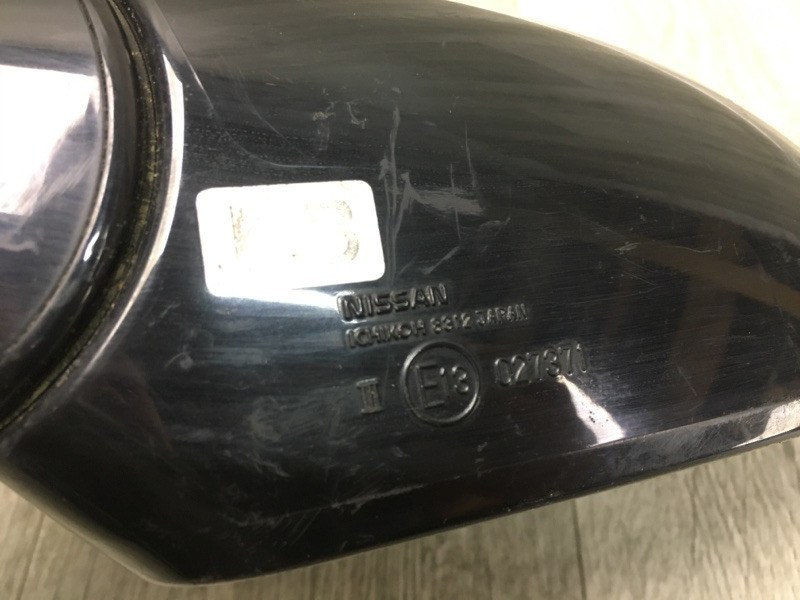 NISSAN
ICHIKOH 8312 JAPAN
II E13 027371